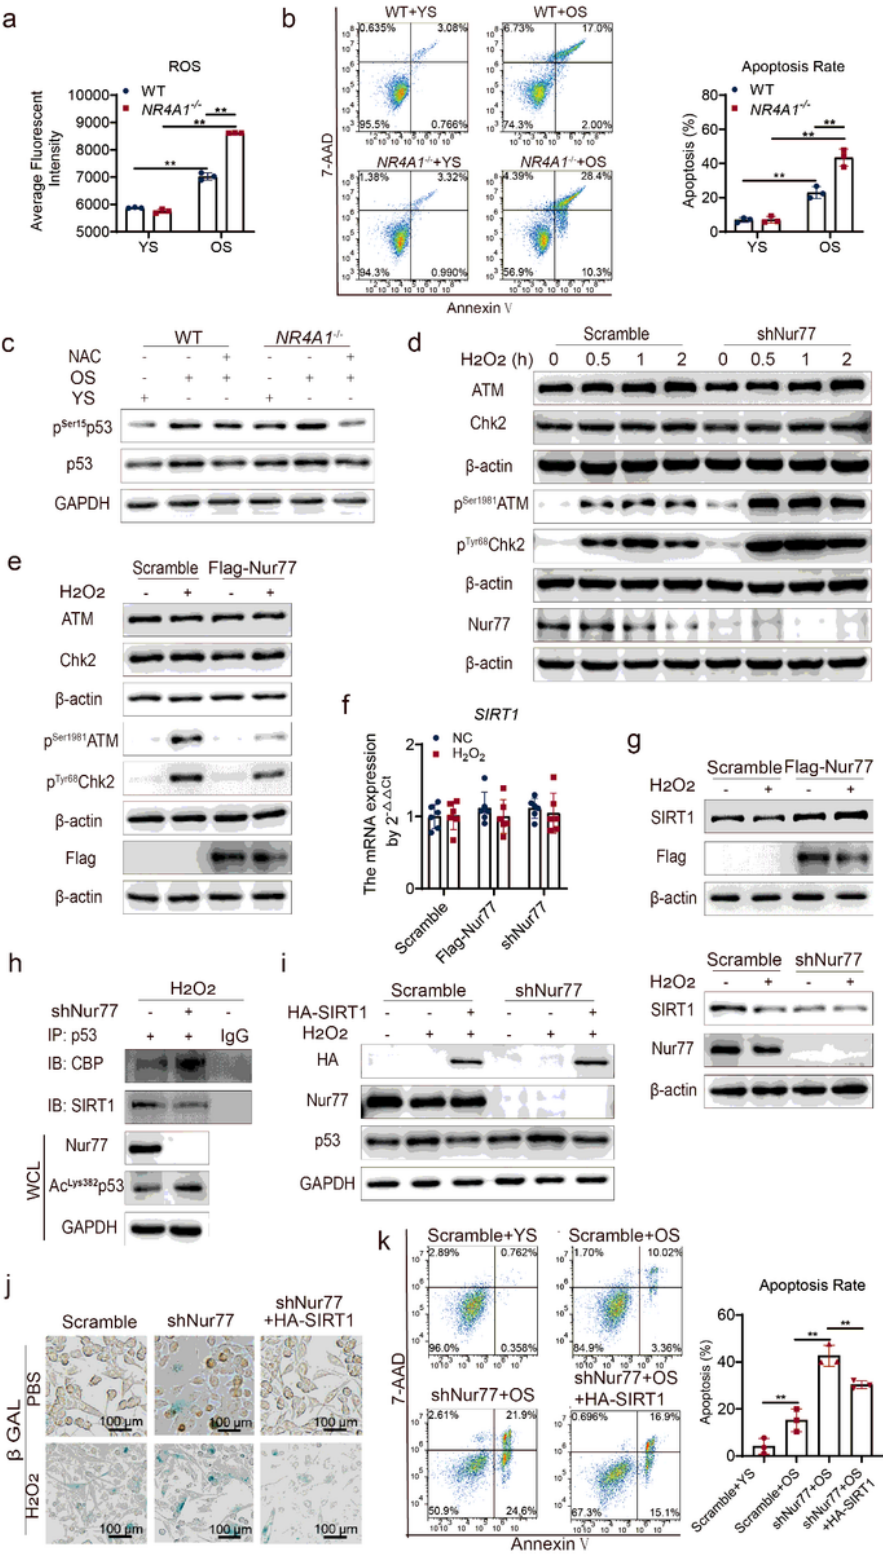 a
ROS
WT
NR4A1-/-
Average Fluorescent
Intensity
10000
9000
8000
7000
6000
5000
**
**
**
YS
OS
b
WT+YS
0.635%
3.08%
95.5%
0.766%
WT+OS
6.73%
17.0%
74.3%
2.00%
NR4A1-/-+YS
1.38%
3.32%
94.3%
0.990%
NR4A1-/-+OS
4.39%
28.4%
56.9%
10.3%
7-AAD
Annexin V
Apoptosis Rate
WT
NR4A1-/-
Apoptosis (%)
80
60
40
20
0
**
**
**
YS
OS
c
WT
NR4A1-/-
NAC - - + - - +
OS - + + - + +
YS + - - + - -
pSer15p53
p53
GAPDH
d
Scramble
shNur77
H2O2 (h) 0 0.5 1 2 0 0.5 1 2
ATM
Chk2
β-actin
pSer1981ATM
pTyr68Chk2
β-actin
Nur77
β-actin
e
Scramble Flag-Nur77
H2O2 - + - +
ATM
Chk2
β-actin
pSer1981ATM
pTyr68Chk2
β-actin
Flag
β-actin
f
SIRT1
NC
H2O2
The mRNA expression
by 2-△△Ct
2
1
0
Scramble
Flag-Nur77
shNur77
g
Scramble Flag-Nur77
H2O2 - + - +
SIRT1
Flag
β-actin
Scramble
shNur77
H2O2 - + - +
SIRT1
Nur77
β-actin
h
H2O2
shNur77 - + -
IP: p53 + + IgG
IB: CBP
IB: SIRT1
WCL
Nur77
AcLys382p53
GAPDH
i
Scramble
shNur77
HA-SIRT1 - - + - - +
H2O2 - + + - + +
HA
Nur77
p53
GAPDH
j
Scramble
shNur77
shNur77
+HA-SIRT1
β GAL
PBS
H2O2
100 μm
100 μm
100 μm
100 μm
100 μm
100 μm
k
Scramble+YS
2.89%
0.762%
96.0%
0.358%
Scramble+OS
1.70%
10.02%
84.9%
3.36%
shNur77+OS
2.61%
21.9%
50.9%
24.6%
shNur77+OS
+HA-SIRT1
0.696%
16.9%
67.3%
15.1%
7-AAD
Annexin V
Apoptosis Rate
Apoptosis (%)
60
40
20
0
**
**
**
Scramble+YS
Scramble+OS
shNur77+OS
shNur77+OS
+HA-SIRT1